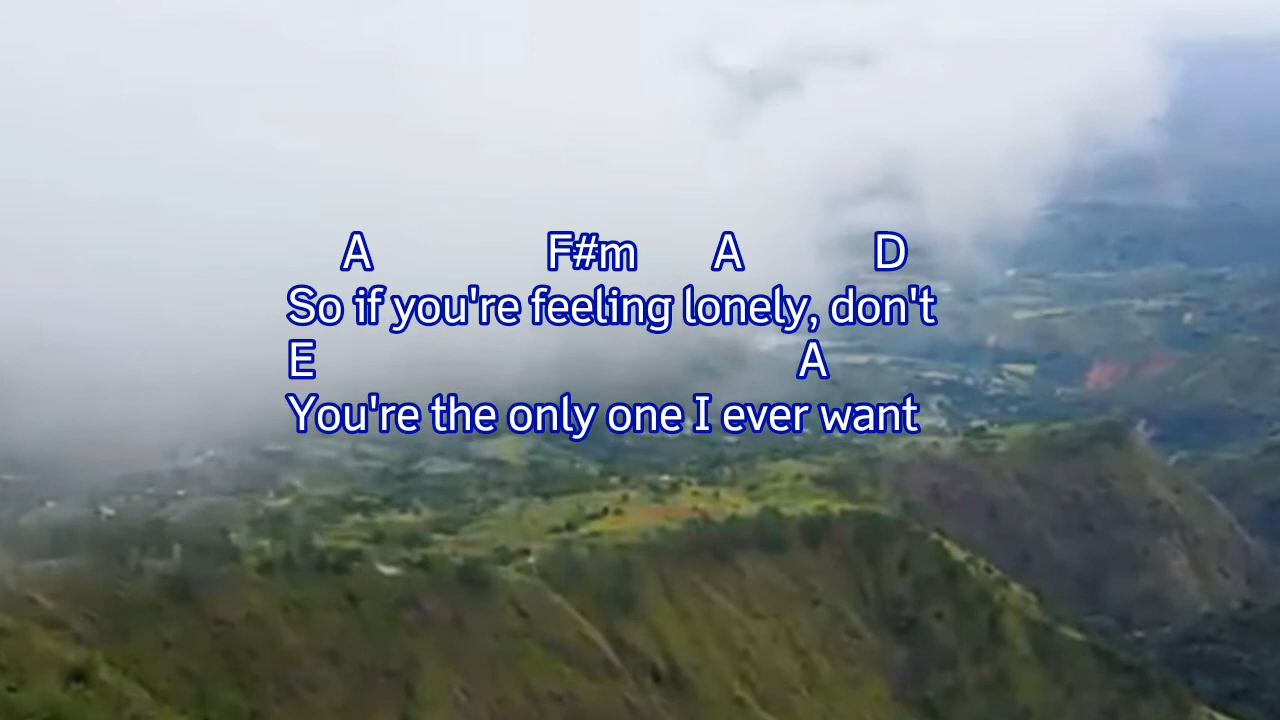 A F#m A D
So if you're feeling lonely, don't
E A
You're the only one I ever want